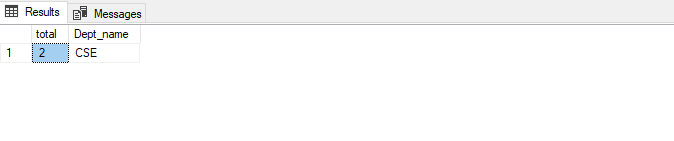 Results Messages
total Dept_name
1 2 CSE